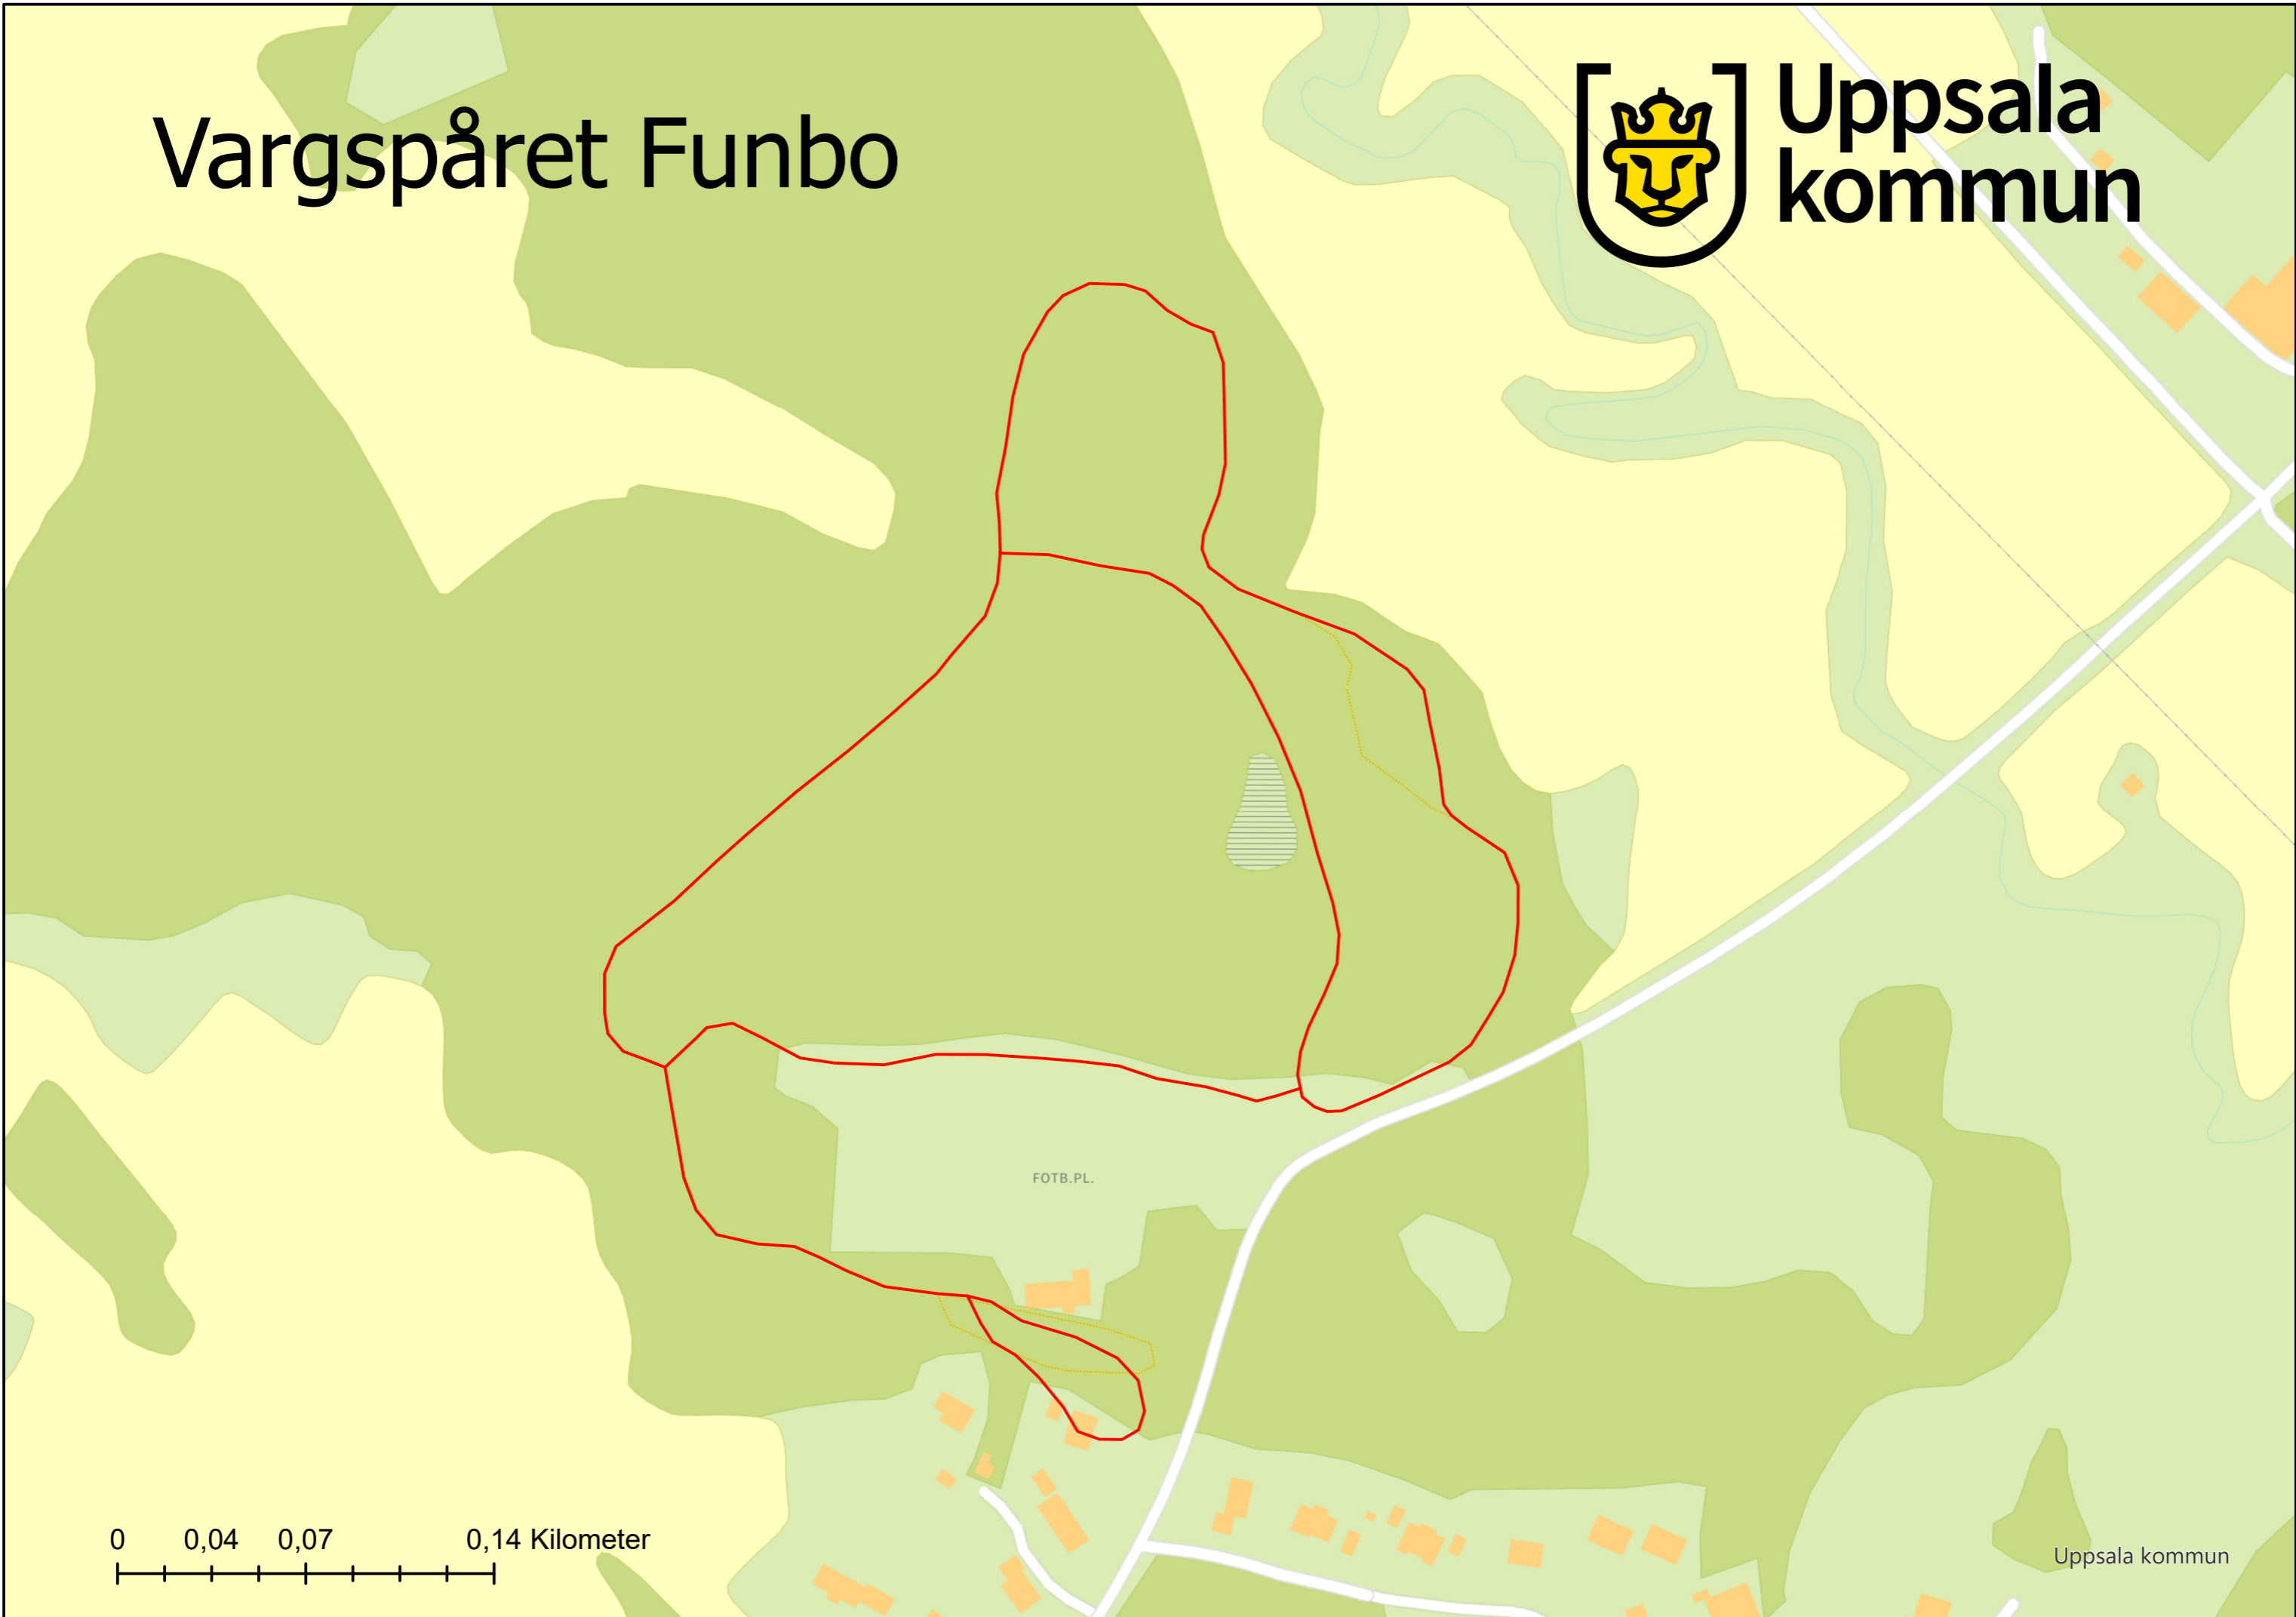 Vargspåret Funbo
Uppsala
kommun
FOTB.PL.
0 0,04 0,07 0,14 Kilometer
Uppsala kommun